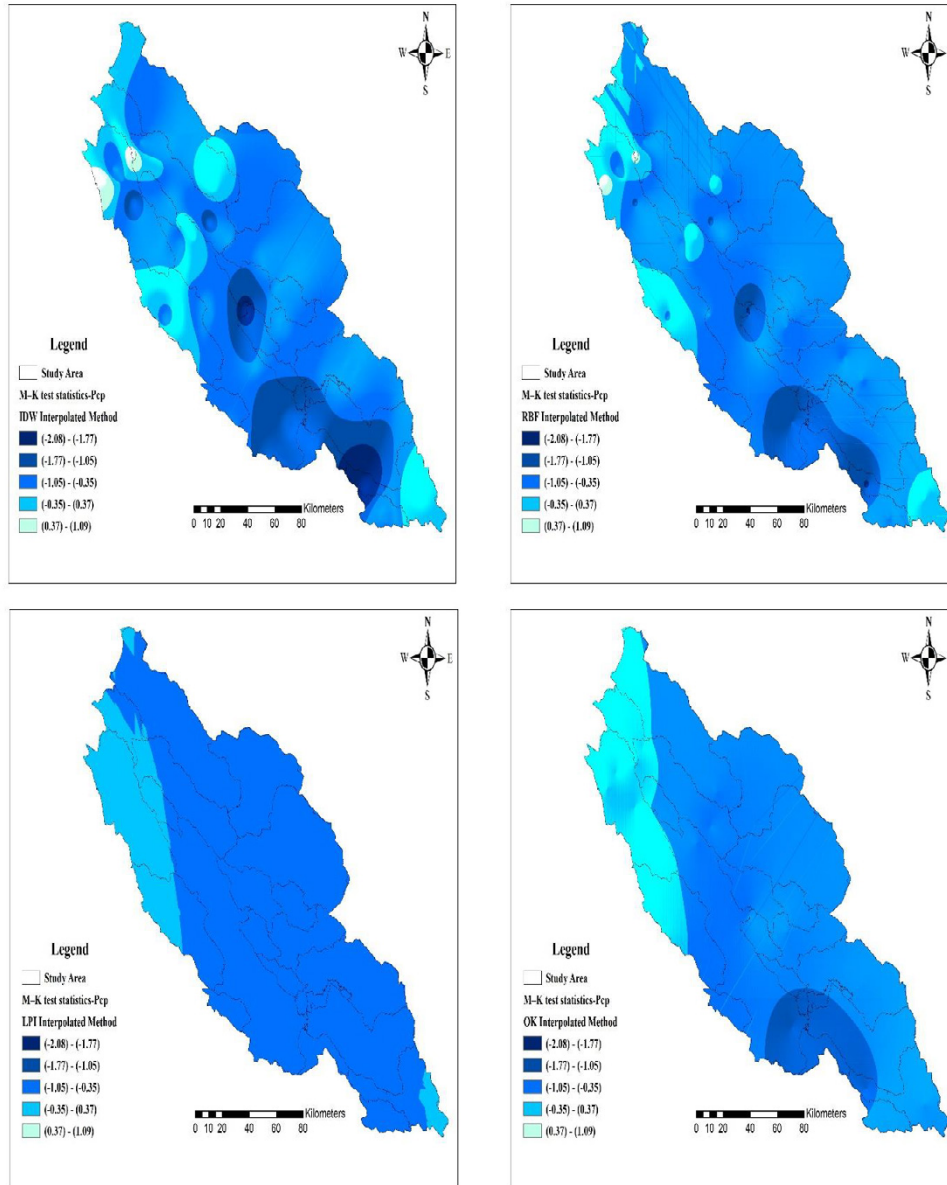 N
W E
S
Legend
Study Area
M–K test statistics-Pcp
IDW Interpolated Method
(-2.08) - (-1.77)
(-1.77) - (-1.05)
(-1.05) - (-0.35)
(-0.35) - (0.37)
(0.37) - (1.09)
0 10 20 40 60 80 Kilometers
N
W
S
Legend
Study Area
M–K test statistics-Pcp
RBF Interpolated Method
(-2.08) - (-1.77)
(-1.77) - (-1.05)
(-1.05) - (-0.35)
(-0.35) - (0.37)
(0.37) - (1.09)
0 10 20 40 60 80 Kilometers
N
W E
S
Legend
Study Area
M–K test statistics-Pcp
LPI Interpolated Method
(-2.08) - (-1.77)
(-1.77) - (-1.05)
(-1.05) - (-0.35)
(-0.35) - (0.37)
(0.37) - (1.09)
0 10 20 40 60 80 Kilometers
N
W
S
Legend
Study Area
M–K test statistics-Pcp
OK Interpolated Method
(-2.08) - (-1.77)
(-1.77) - (-1.05)
(-1.05) - (-0.35)
(-0.35) - (0.37)
(0.37) - (1.09)
0 10 20 40 60 80 Kilometers